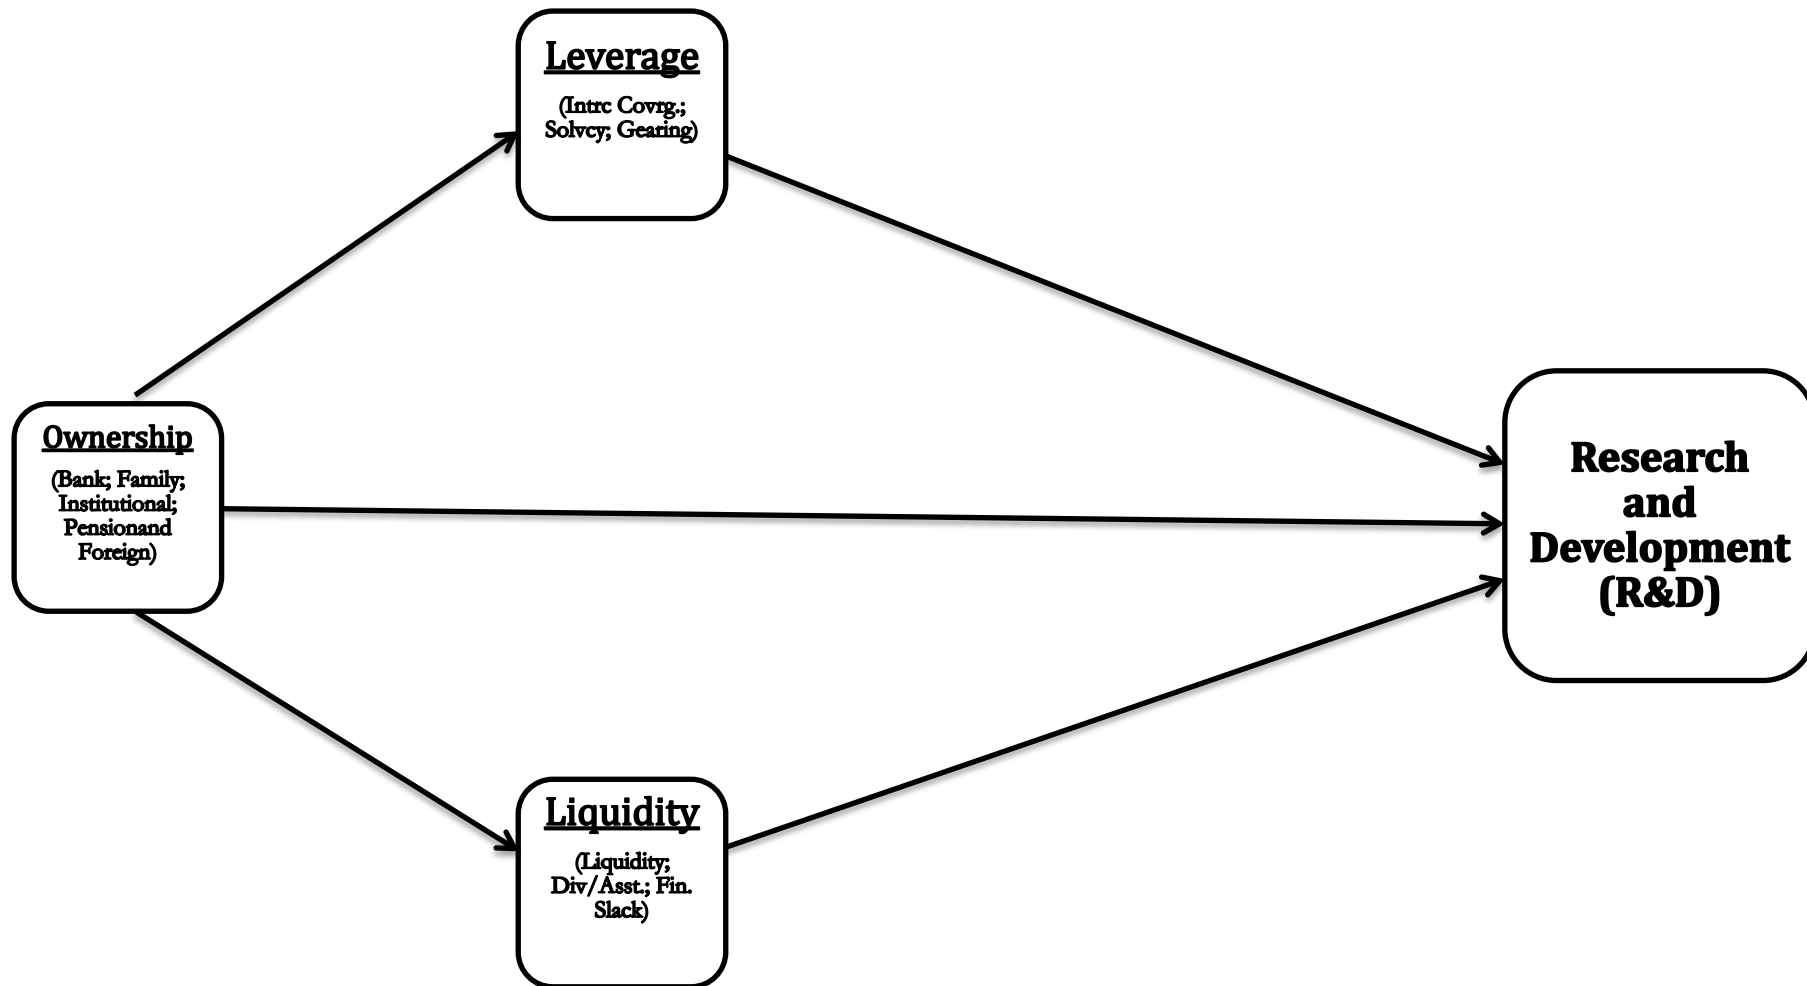 Leverage
(Intrc Covrg.;
Solvcy; Gearing)
Ownership
(Bank; Family;
Institutional;
Pensionand
Foreign)
Research
and
Development
(R&D)
Liquidity
(Liquidity;
Div/Asst.; Fin.
Slack)